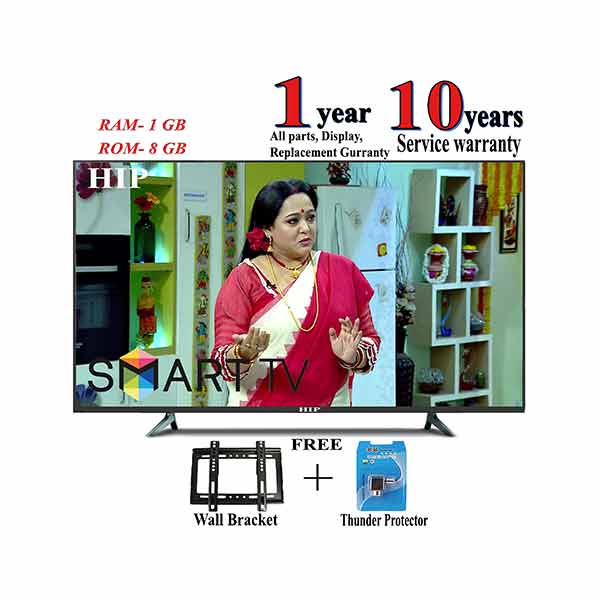 1 year
All parts, Display,
Replacement Gurranty
10 years
Service warranty
RAM- 1 GB
ROM- 8 GB
HIP
SMART TV
HIP
FREE
Wall Bracket
+
Thunder Protector